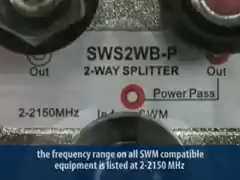 SWS2WB-P
Out
2-WAY SPLITTER
Out
Power Pass
2-2150MHz
In
SWM
the frequency range on all SWM compatible
equipment is listed at 2-2150 MHz